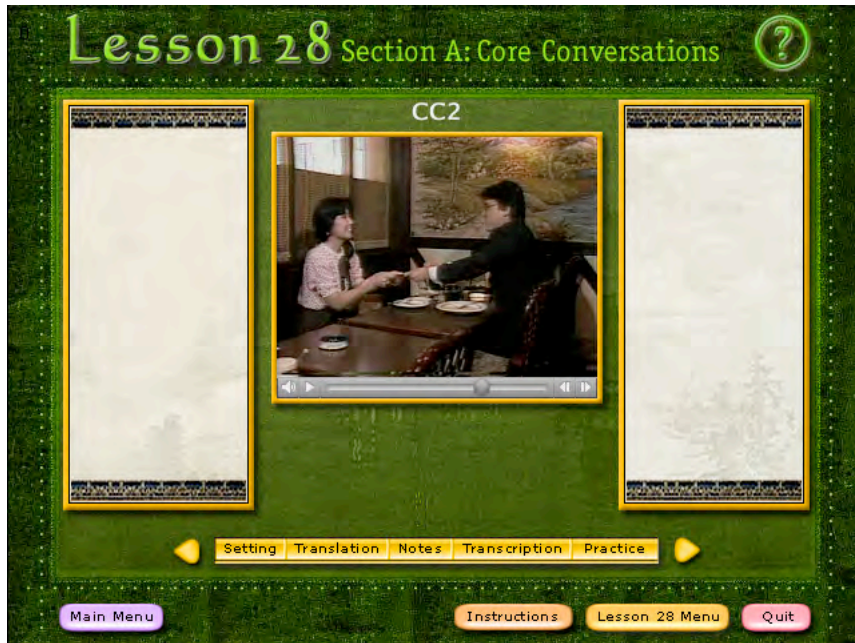 Lesson 28 Section A: Core Conversations
?
CC2
Setting Translation Notes Transcription Practice
Main Menu Instructions Lesson 28 Menu Quit